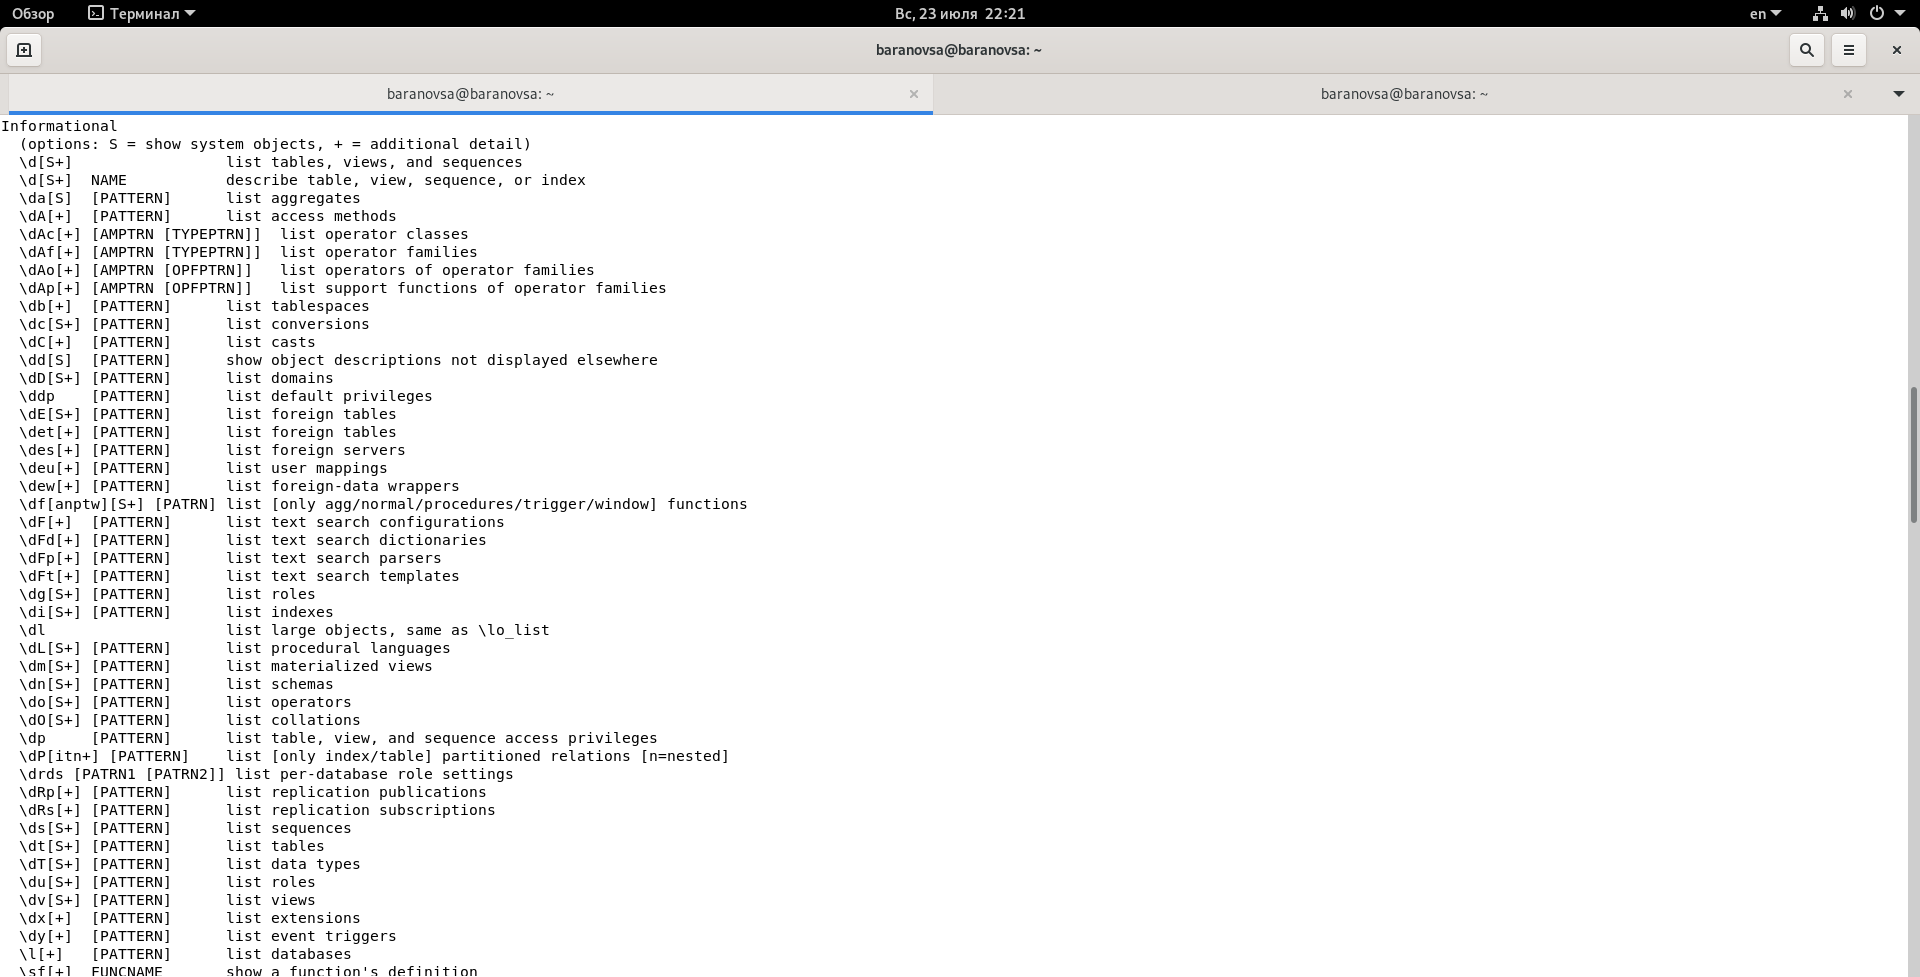 Обзор Терминал Вс, 23 июля 22:21 en
baranovsa@baranovsa: ~
baranovsa@baranovsa: ~ baranovsa@baranovsa: ~
Informational
  (options: S = show system objects, + = additional detail)
  \d[S+]                 list tables, views, and sequences
  \d[S+]  NAME           describe table, view, sequence, or index
  \da[S]  [PATTERN]      list aggregates
  \dA[+]  [PATTERN]      list access methods
  \dAc[+] [AMPTRN [TYPEPTRN]]  list operator classes
  \dAf[+] [AMPTRN [TYPEPTRN]]  list operator families
  \dAo[+] [AMPTRN [OPFPTRN]]   list operators of operator families
  \dAp[+] [AMPTRN [OPFPTRN]]   list support functions of operator families
  \db[+]  [PATTERN]      list tablespaces
  \dc[S+] [PATTERN]      list conversions
  \dC[+]  [PATTERN]      list casts
  \dd[S]  [PATTERN]      show object descriptions not displayed elsewhere
  \dD[S+] [PATTERN]      list domains
  \ddp    [PATTERN]      list default privileges
  \dE[S+] [PATTERN]      list foreign tables
  \det[+] [PATTERN]      list foreign tables
  \des[+] [PATTERN]      list foreign servers
  \deu[+] [PATTERN]      list user mappings
  \dew[+] [PATTERN]      list foreign-data wrappers
  \df[anptw][S+] [PATRN] list [only agg/normal/procedures/trigger/window] functions
  \dF[+]  [PATTERN]      list text search configurations
  \dFd[+] [PATTERN]      list text search dictionaries
  \dFp[+] [PATTERN]      list text search parsers
  \dFt[+] [PATTERN]      list text search templates
  \dg[S+] [PATTERN]      list roles
  \di[S+] [PATTERN]      list indexes
  \dl                    list large objects, same as \lo_list
  \dL[S+] [PATTERN]      list procedural languages
  \dm[S+] [PATTERN]      list materialized views
  \dn[S+] [PATTERN]      list schemas
  \do[S+] [PATTERN]      list operators
  \dO[S+] [PATTERN]      list collations
  \dp     [PATTERN]      list table, view, and sequence access privileges
  \dP[itn+] [PATTERN]    list [only index/table] partitioned relations [n=nested]
  \drds [PATRN1 [PATRN2]] list per-database role settings
  \dRp[+] [PATTERN]      list replication publications
  \dRs[+] [PATTERN]      list replication subscriptions
  \ds[S+] [PATTERN]      list sequences
  \dt[S+] [PATTERN]      list tables
  \dT[S+] [PATTERN]      list data types
  \du[S+] [PATTERN]      list roles
  \dv[S+] [PATTERN]      list views
  \dx[+]  [PATTERN]      list extensions
  \dy[+]  [PATTERN]      list event triggers
  \l[+]   [PATTERN]      list databases
  \sf[+]  FUNCNAME       show a function's definition